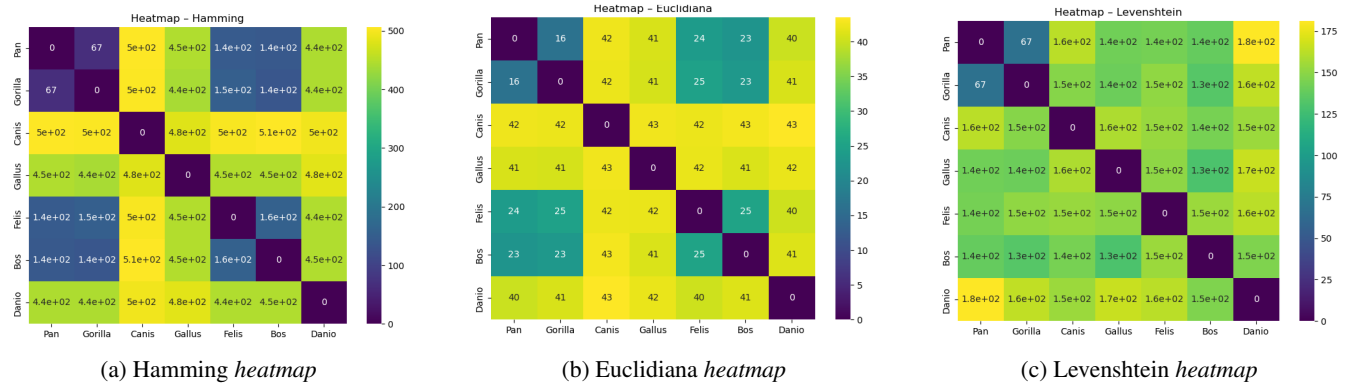 Heatmap – Hamming
Pan 0 67 5e+02 4.5e+02 1.4e+02 1.4e+02 4.4e+02
Gorilla 67 0 5e+02 4.4e+02 1.5e+02 1.4e+02 4.4e+02
Canis 5e+02 5e+02 0 4.8e+02 5e+02 5.1e+02 5e+02
Gallus 4.5e+02 4.4e+02 4.8e+02 0 4.5e+02 4.5e+02 4.8e+02
Felis 1.4e+02 1.5e+02 5e+02 4.5e+02 0 1.6e+02 4.4e+02
Bos 1.4e+02 1.4e+02 5.1e+02 4.5e+02 1.6e+02 0 4.5e+02
Danio 4.4e+02 4.4e+02 5e+02 4.8e+02 4.4e+02 4.5e+02 0
Pan Gorilla Canis Gallus Felis Bos Danio
500
400
300
200
100
0
(a) Hamming heatmap
Heatmap – Euclidiana
Pan 0 16 42 41 24 23 40
Gorilla 16 0 42 41 25 23 41
Canis 42 42 0 43 42 43 43
Gallus 41 41 43 0 42 41 42
Felis 24 25 42 42 0 25 40
Bos 23 23 43 41 25 0 41
Danio 40 41 43 42 40 41 0
Pan Gorilla Canis Gallus Felis Bos Danio
40
35
30
25
20
15
10
5
0
(b) Euclidiana heatmap
Heatmap – Levenshtein
Pan 0 67 1.6e+02 1.4e+02 1.4e+02 1.4e+02 1.8e+02
Gorilla 67 0 1.5e+02 1.4e+02 1.5e+02 1.3e+02 1.6e+02
Canis 1.6e+02 1.5e+02 0 1.6e+02 1.5e+02 1.4e+02 1.5e+02
Gallus 1.4e+02 1.4e+02 1.6e+02 0 1.5e+02 1.3e+02 1.7e+02
Felis 1.4e+02 1.5e+02 1.5e+02 1.5e+02 0 1.5e+02 1.6e+02
Bos 1.4e+02 1.3e+02 1.4e+02 1.3e+02 1.5e+02 0 1.5e+02
Danio 1.8e+02 1.6e+02 1.5e+02 1.7e+02 1.6e+02 1.5e+02 0
Pan Gorilla Canis Gallus Felis Bos Danio
175
150
125
100
75
50
25
0
(c) Levenshtein heatmap